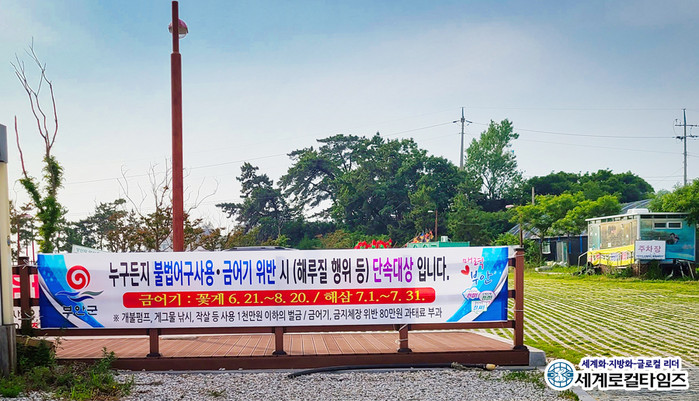 누구든지 불법어구사용·금어기 위반 시 (해루질 행위 등) 단속대상 입니다.
금어기 : 꽃게 6. 21.~8. 20. / 해삼 7.1.~7. 31.
※ 개불펌프, 게그물 낚시, 작살 등 사용 1천만원 이하의 벌금 / 금어기, 금지체장 위반 80만원 과태료 부과
부안군
부안
주차장
세계화·지방화=글로컬 리더
세계로컬타임즈